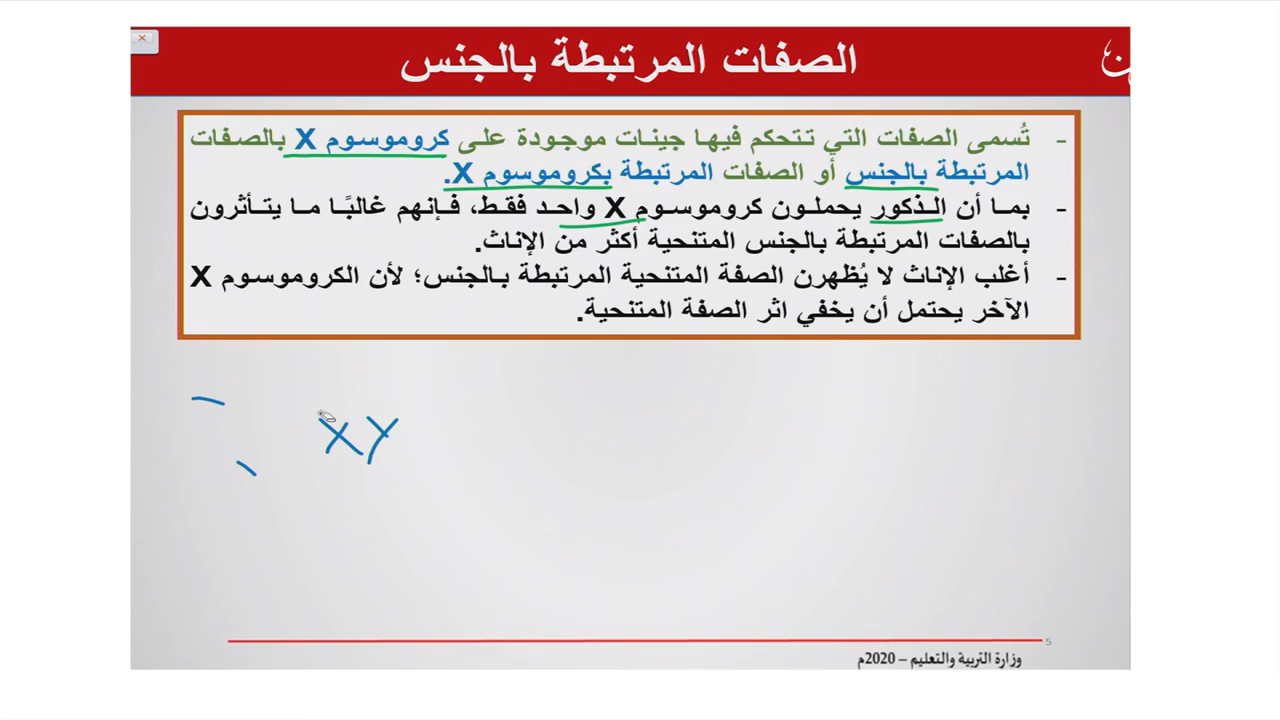 الصفات المرتبطة بالجنس
- تُسمى الصفات التي تتحكم فيها جينات موجودة على كروموسوم X بالصفات
المرتبطة بالجنس أو الصفات المرتبطة بكروموسوم X.
- بما أن الذكور يحملون كروموسوم X واحد فقط، فإنهم غالبًا ما يتأثرون
بالصفات المرتبطة بالجنس المتنحية أكثر من الإناث.
- أغلب الإناث لا يُظهرن الصفة المتنحية المرتبطة بالجنس؛ لأن الكروموسوم X
الآخر يحتمل أن يخفي اثر الصفة المتنحية.
XY
5
وزارة التربية والتعليم – 2020م